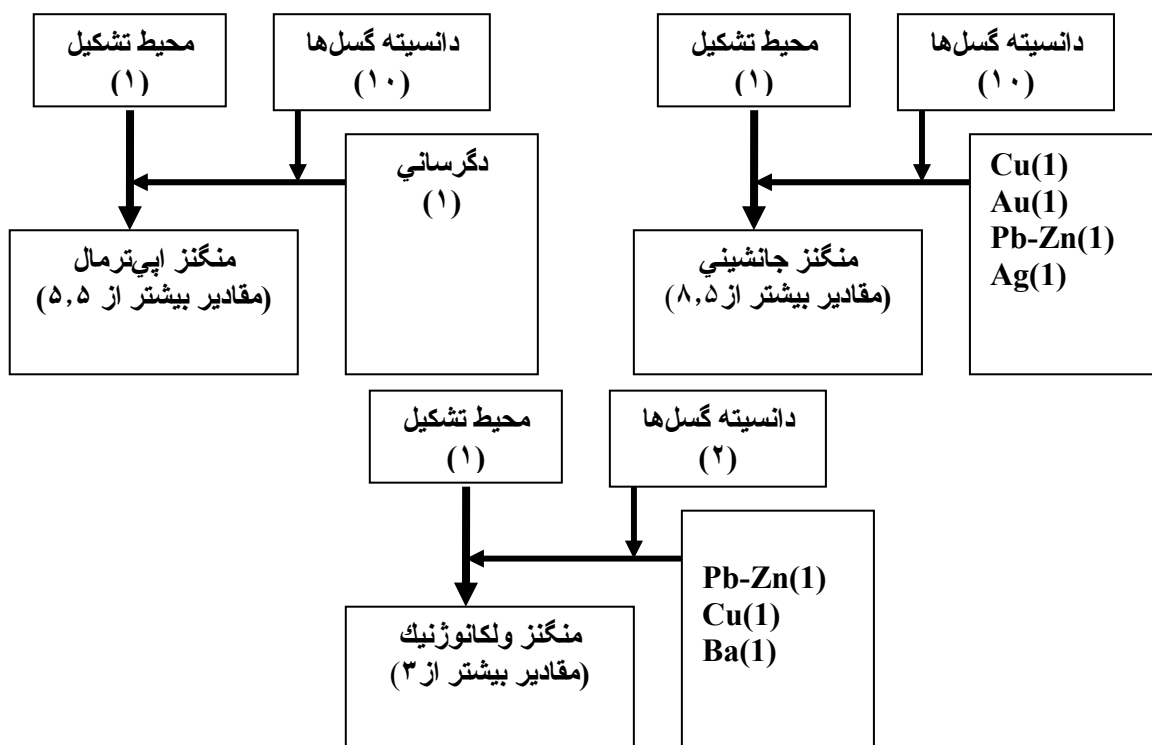 دانسیته گسل‌ها
(۱۰)
محیط تشکیل
(۱)
Cu(1)
Au(1)
Pb-Zn(1)
Ag(1)
منگنز جانشیني
(مقادیر بیشتر از ۸٫۵)
دانسیته گسل‌ها
(۱۰)
محیط تشکیل
(۱)
دگرساني
(۱)
منگنز اپي‌ترمال
(مقادیر بیشتر از ۵٫۵)
دانسیته گسل‌ها
(۲)
محیط تشکیل
(۱)
Pb-Zn(1)
Cu(1)
Ba(1)
منگنز ولکانوژنیك
(مقادیر بیشتر از ۳)